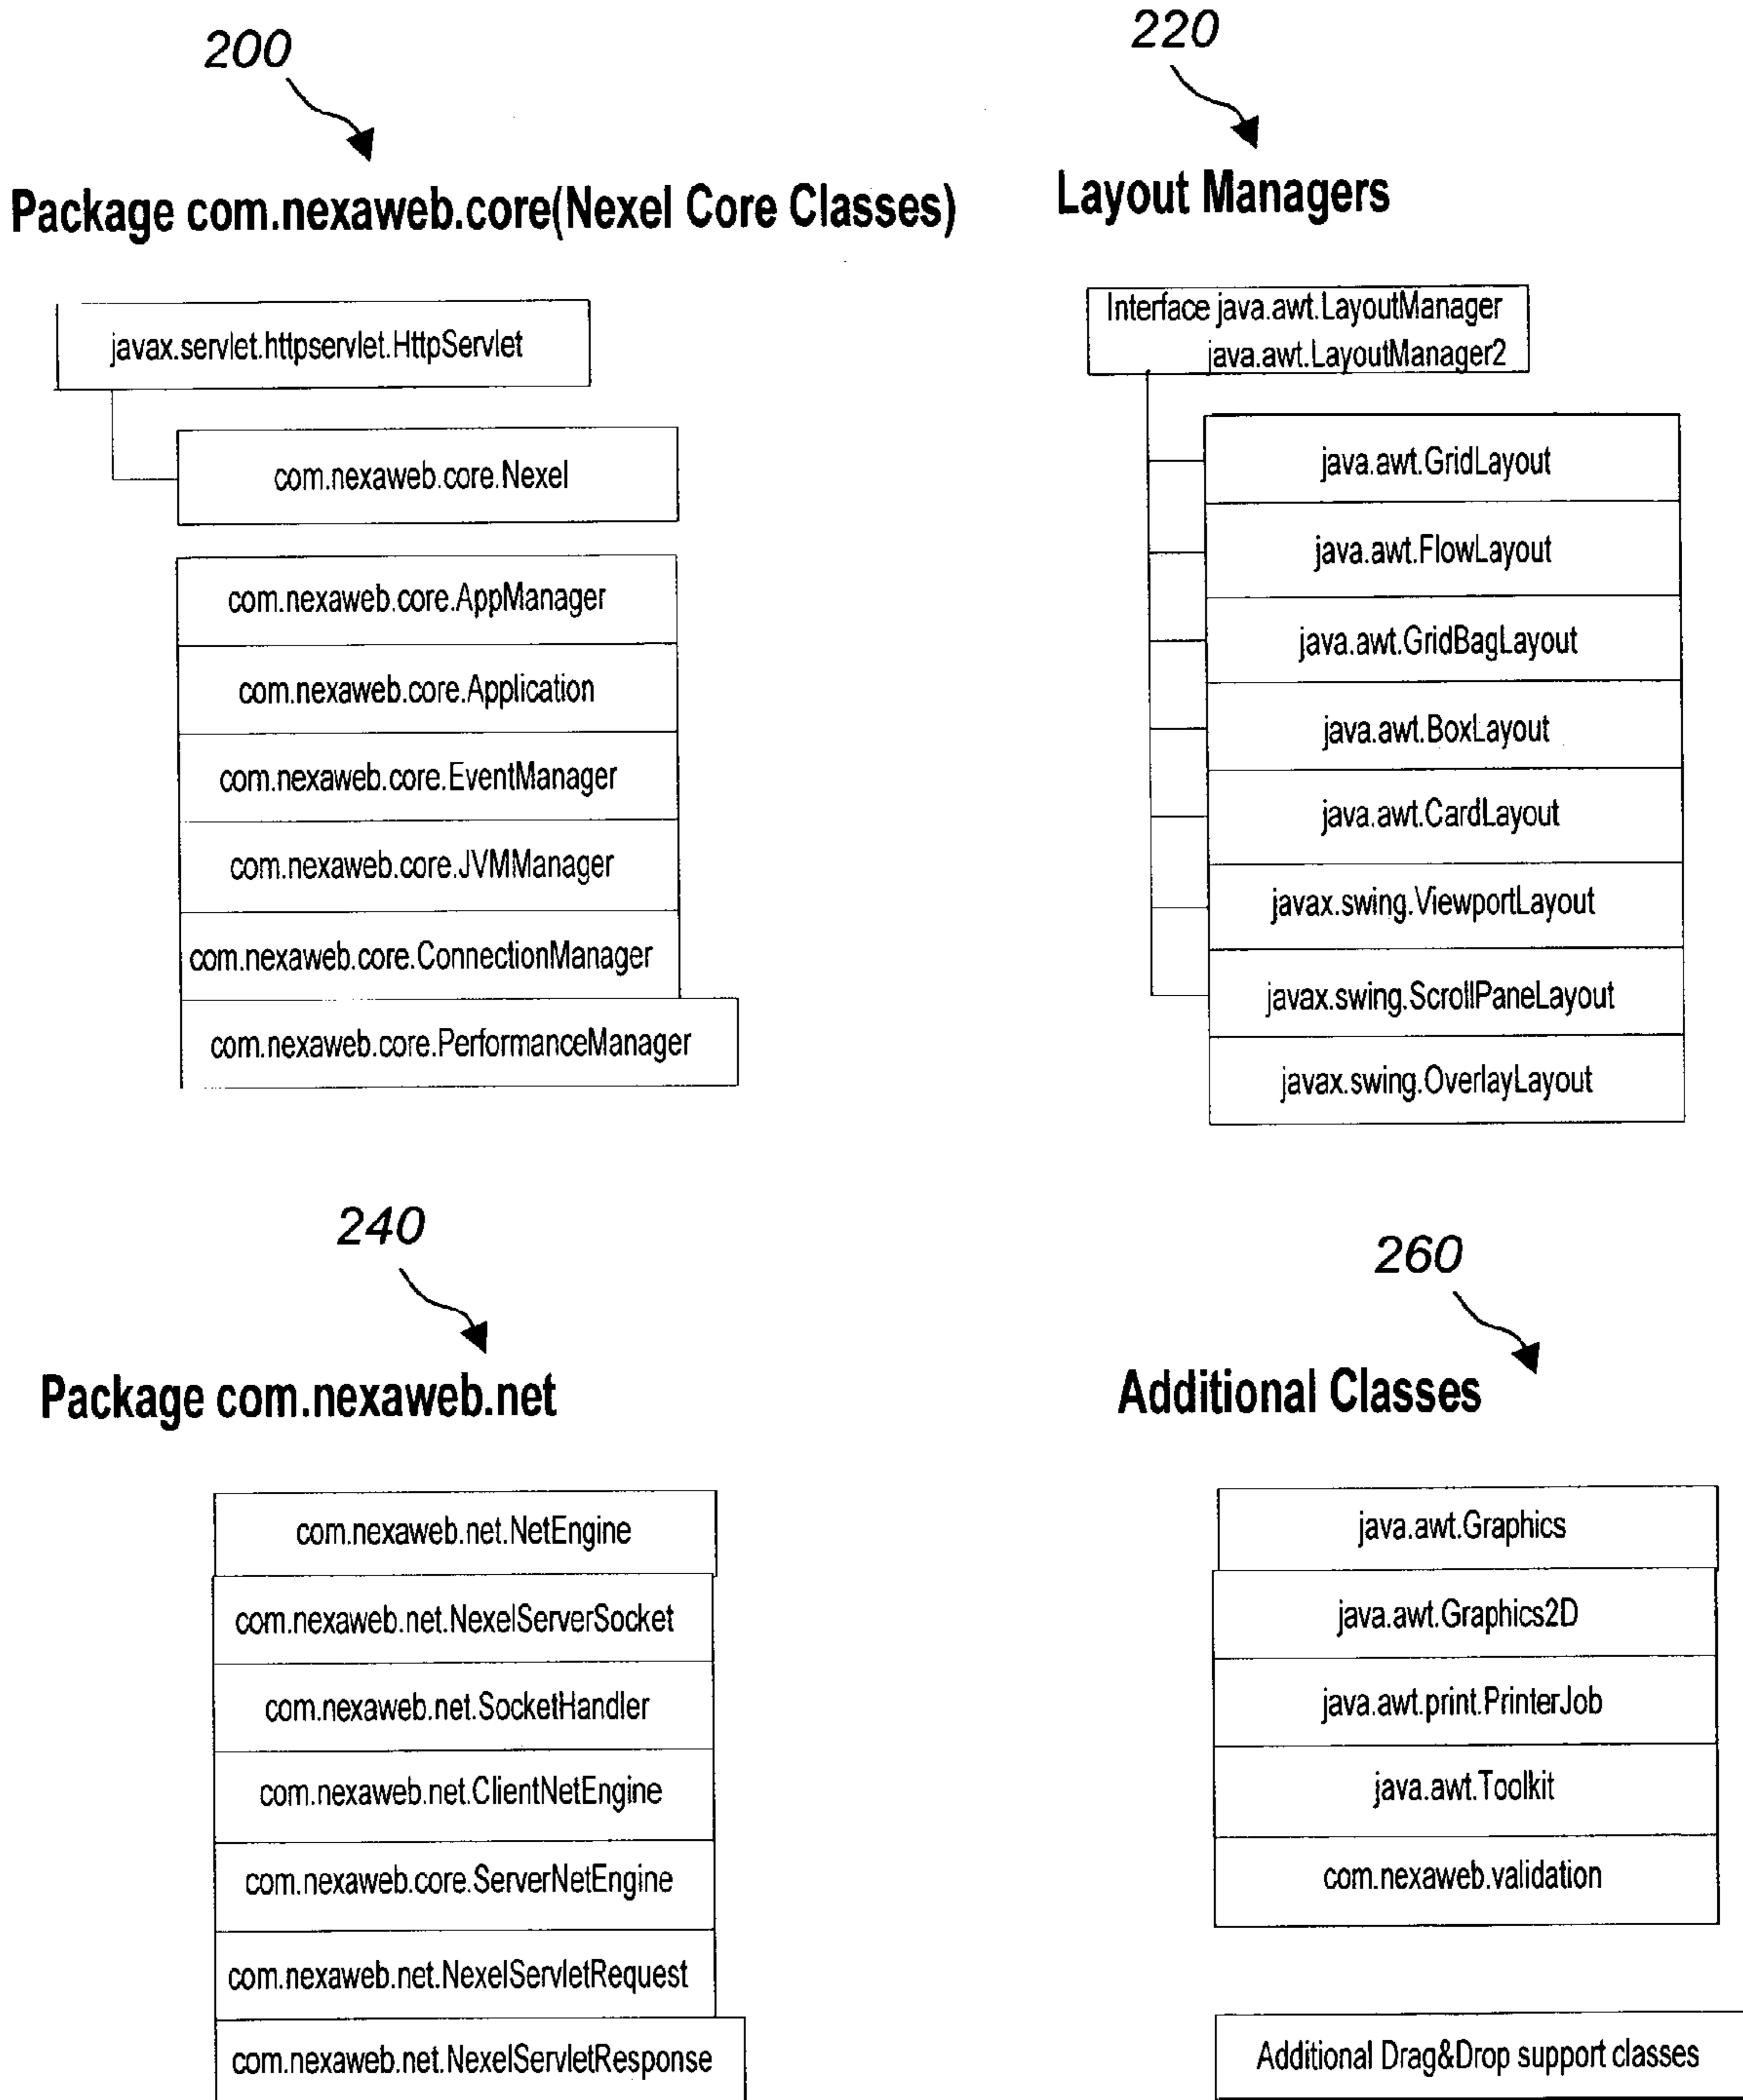 200
Package com.nexaweb.core(Nexel Core Classes)
javax.servlet.httpservlet.HttpServlet
com.nexaweb.core.Nexel
com.nexaweb.core.AppManager
com.nexaweb.core.Application
com.nexaweb.core.EventManager
com.nexaweb.core.JVMManager
com.nexaweb.core.ConnectionManager
com.nexaweb.core.PerformanceManager
220
Layout Managers
Interface java.awt.LayoutManager
java.awt.LayoutManager2
java.awt.GridLayout
java.awt.FlowLayout
java.awt.GridBagLayout
java.awt.BoxLayout
java.awt.CardLayout
javax.swing.ViewportLayout
javax.swing.ScrollPaneLayout
javax.swing.OverlayLayout
240
Package com.nexaweb.net
com.nexaweb.net.NetEngine
com.nexaweb.net.NexelServerSocket
com.nexaweb.net.SocketHandler
com.nexaweb.net.ClientNetEngine
com.nexaweb.core.ServerNetEngine
com.nexaweb.net.NexelServletRequest
com.nexaweb.net.NexelServletResponse
260
Additional Classes
java.awt.Graphics
java.awt.Graphics2D
java.awt.print.PrinterJob
java.awt.Toolkit
com.nexaweb.validation
Additional Drag&Drop support classes